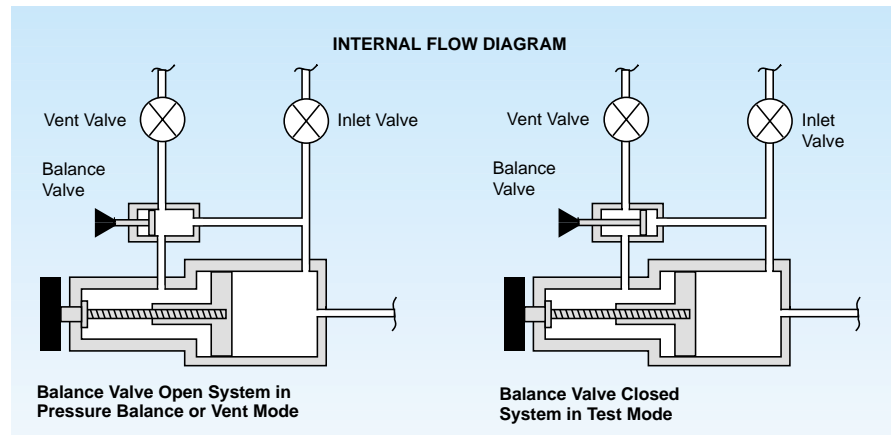 INTERNAL FLOW DIAGRAM
Vent Valve
Inlet Valve
Balance
Valve
Balance Valve Open System in
Pressure Balance or Vent Mode
Vent Valve
Inlet
Valve
Balance
Valve
Balance Valve Closed
System in Test Mode